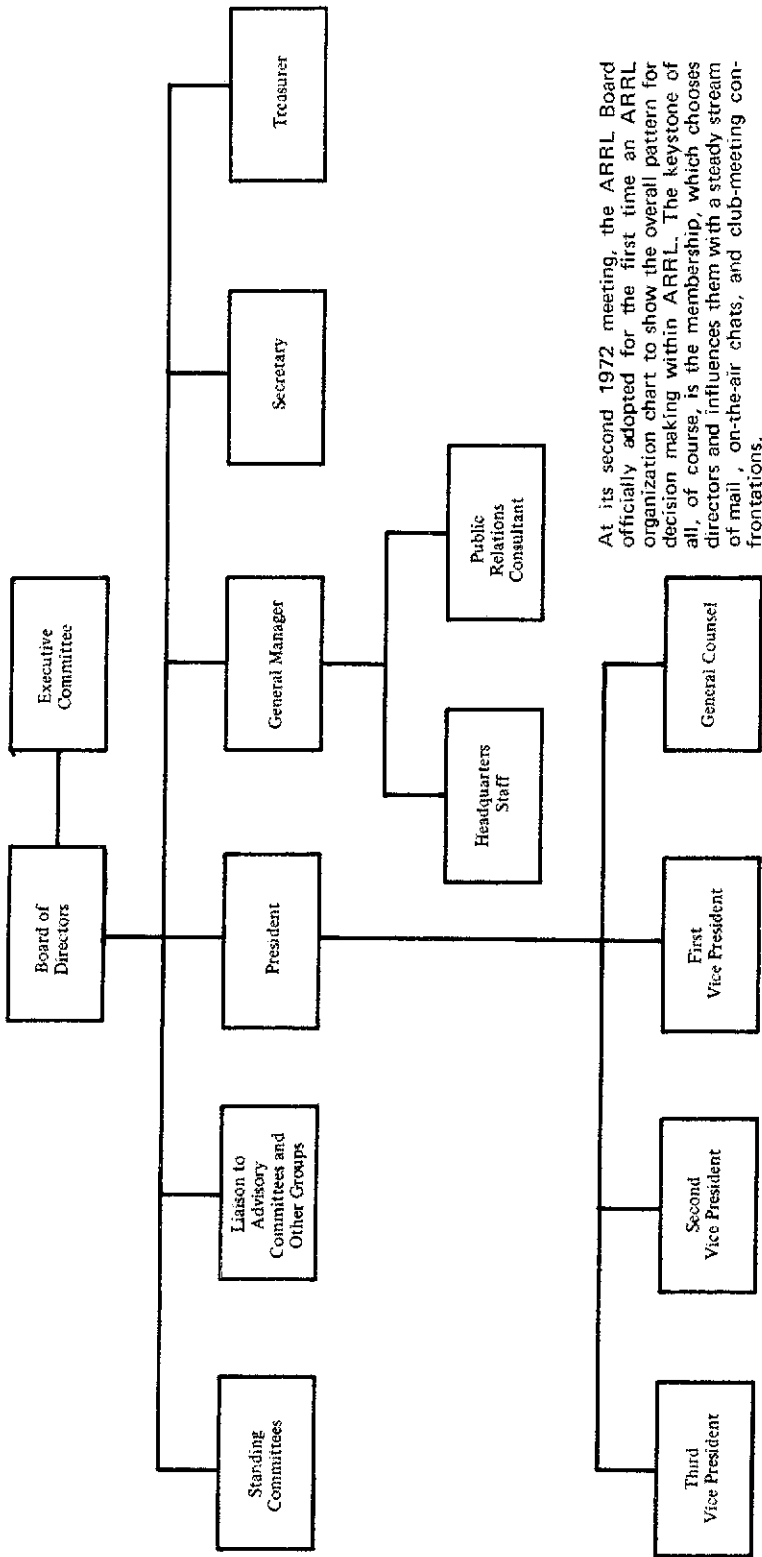 Board of
Directors
Executive
Committee
Standing
Committees
Liaison to
Advisory
Committees and
Other Groups
President
General Manager
Secretary
Treasurer
Headquarters
Staff
Public
Relations
Consultant
Third
Vice President
Second
Vice President
First
Vice President
General Counsel
At its second 1972 meeting, the ARRL Board
officially adopted for the first time an ARRL
organization chart to show the overall pattern for
decision making within ARRL. The keystone of
all, of course, is the membership, which chooses
directors and influences them with a steady stream
of mail , on-the-air chats, and club-meeting con-
frontations.